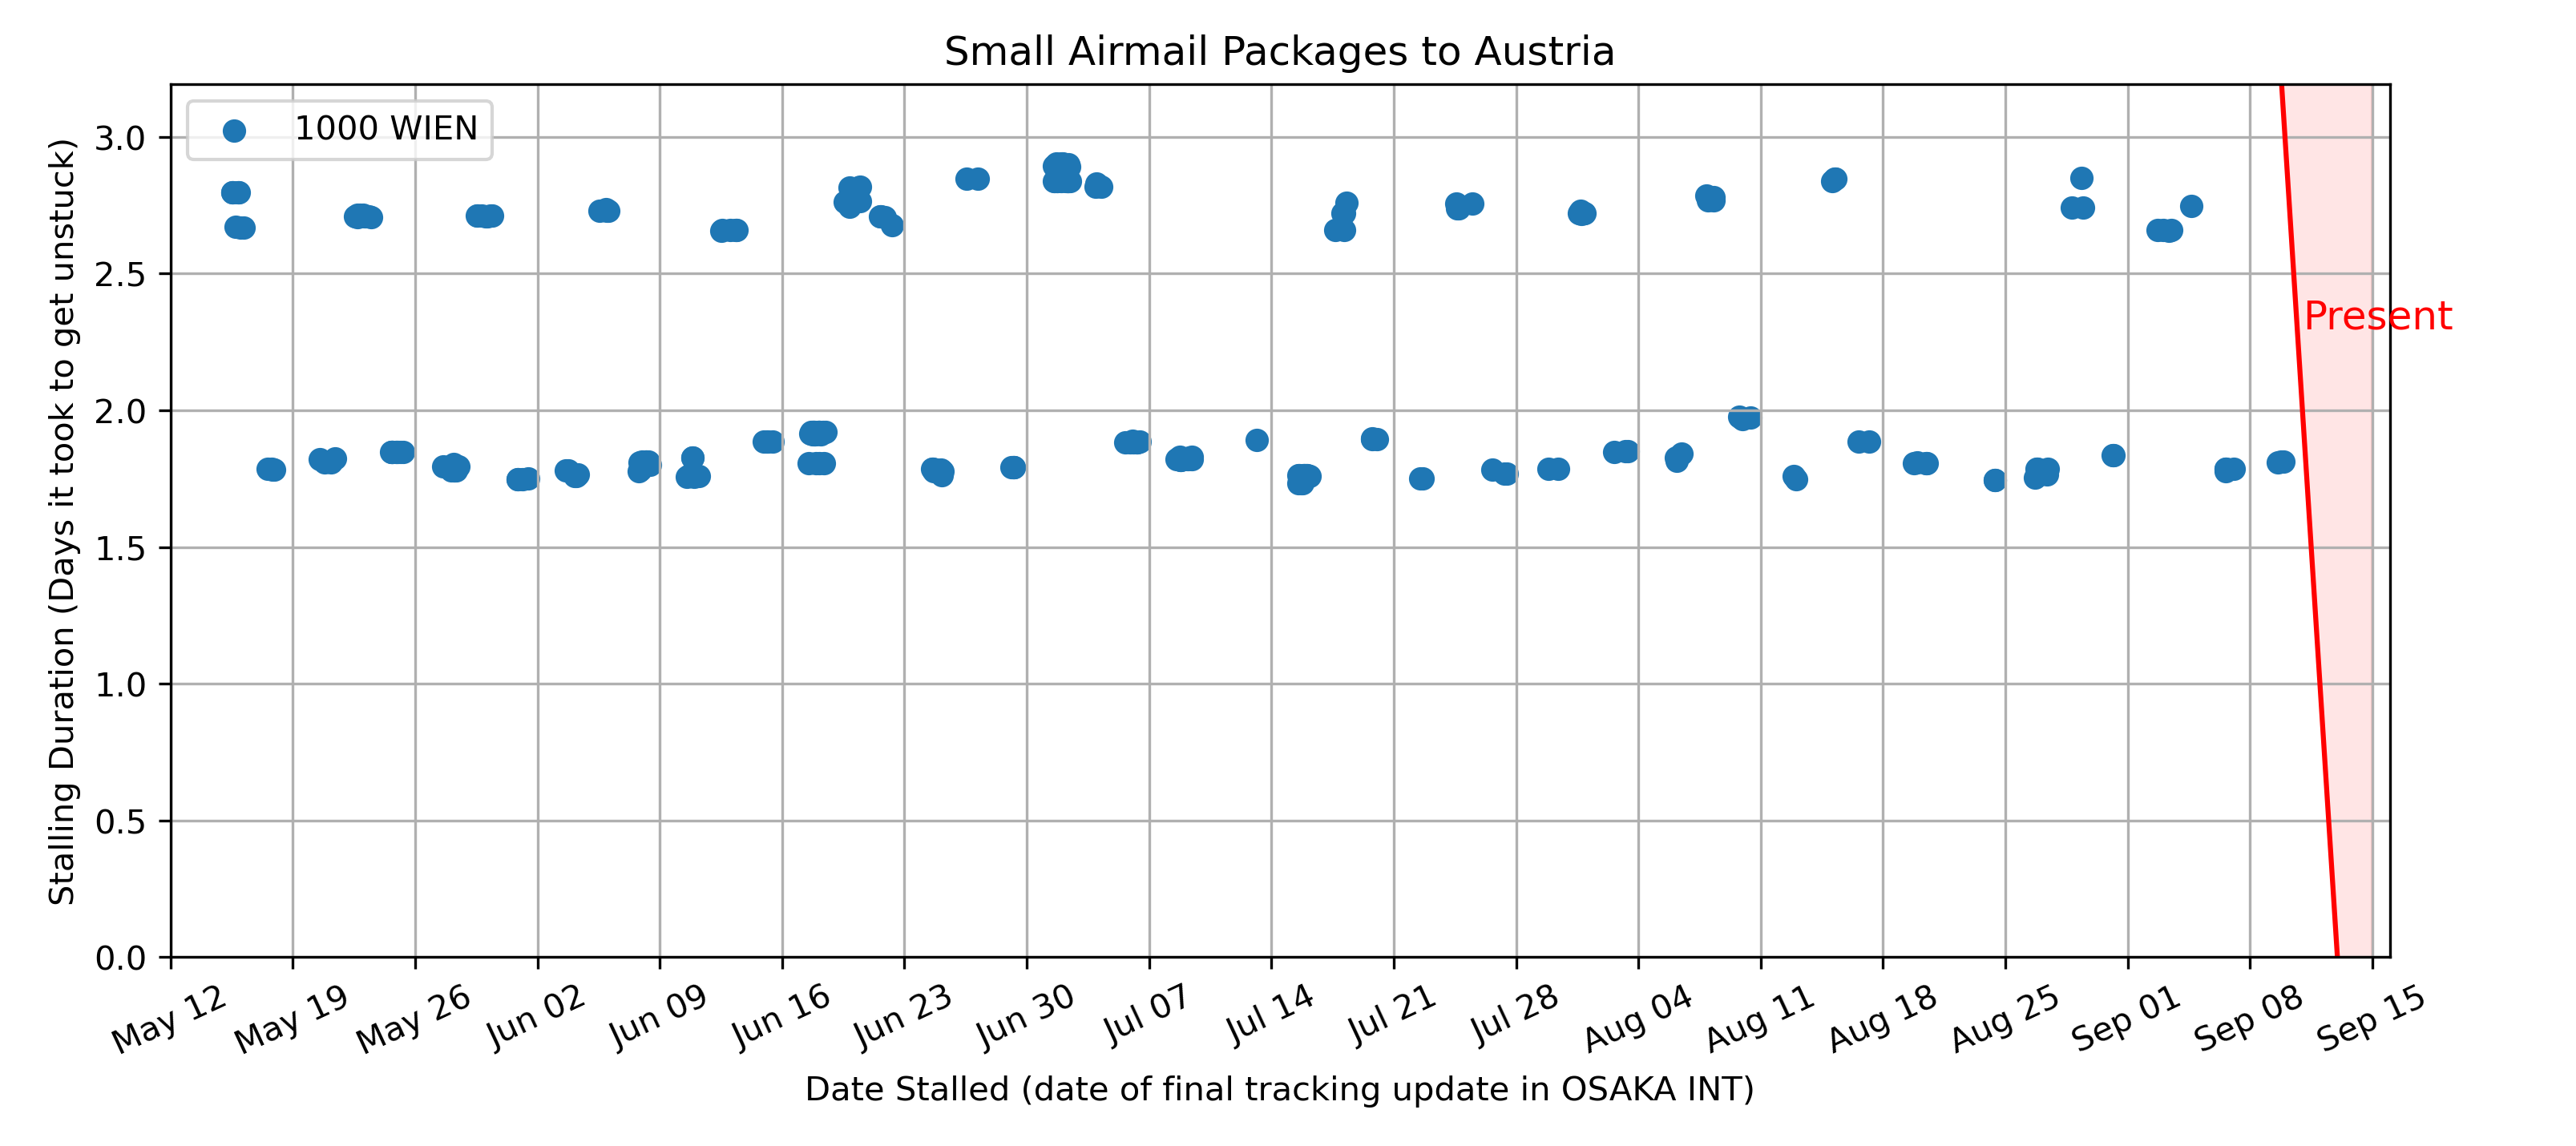 Small Airmail Packages to Austria
1000 WIEN
Stalling Duration (Days it took to get unstuck)
3.0
2.5
2.0
1.5
1.0
0.5
0.0
Present
May 12
May 19
May 26
Jun 02
Jun 09
Jun 16
Jun 23
Jun 30
Jul 07
Jul 14
Jul 21
Jul 28
Aug 04
Aug 11
Aug 18
Aug 25
Sep 01
Sep 08
Sep 15
Date Stalled (date of final tracking update in OSAKA INT)